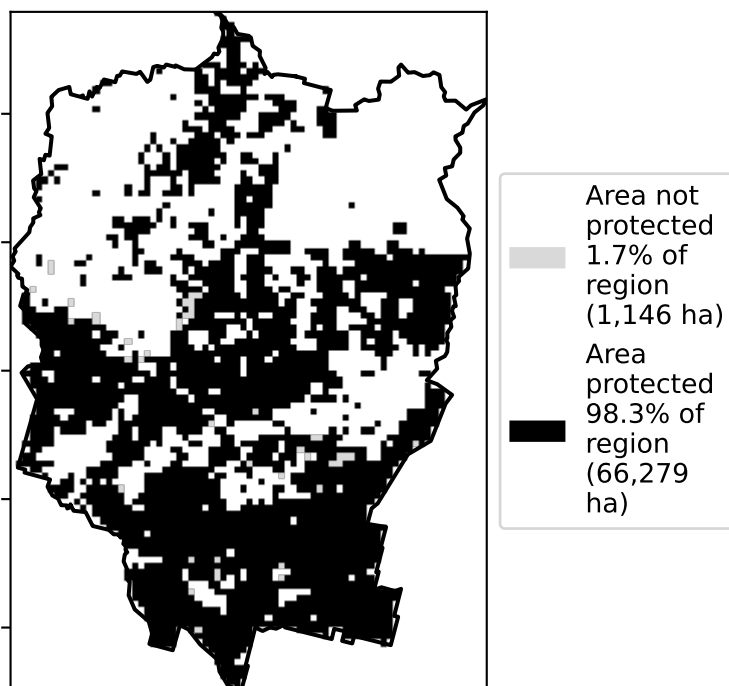 Area not
protected
1.7% of
region
(1,146 ha)
Area
protected
98.3% of
region
(66,279
ha)